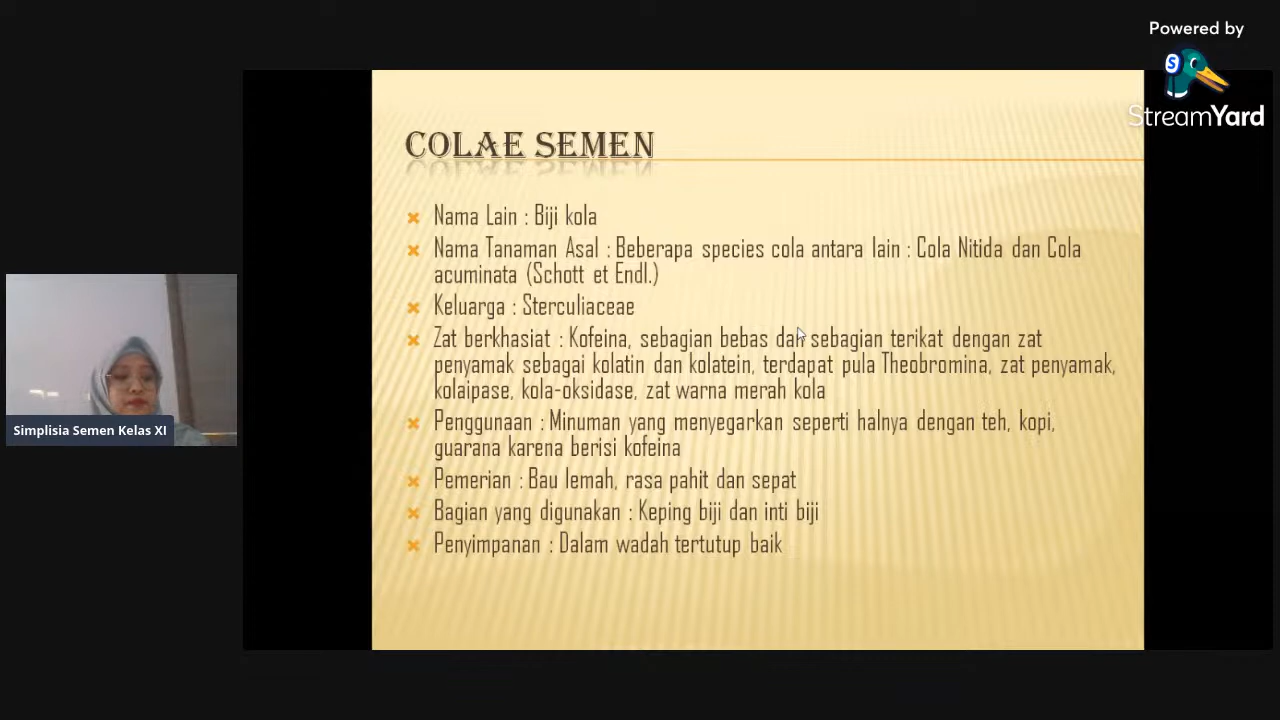 Powered by
StreamYard
COLAE SEMEN
Nama Lain : Biji kola
Nama Tanaman Asal : Beberapa species cola antara lain : Cola Nitida dan Cola
acuminata (Schott et Endl.)
Keluarga : Sterculiaceae
Zat berkhasiat : Kofeina, sebagian bebas dan sebagian terikat dengan zat
penyamak sebagai kolatin dan kolatein, terdapat pula Theobromina, zat penyamak,
kolaipase, kola-oksidase, zat warna merah kola
Penggunaan : Minuman yang menyegarkan seperti halnya dengan teh, kopi,
guarana karena berisi kofeina
Pemerian : Bau lemah, rasa pahit dan sepat
Bagian yang digunakan : Keping biji dan inti biji
Penyimpanan : Dalam wadah tertutup baik
Simplisia Semen Kelas XI